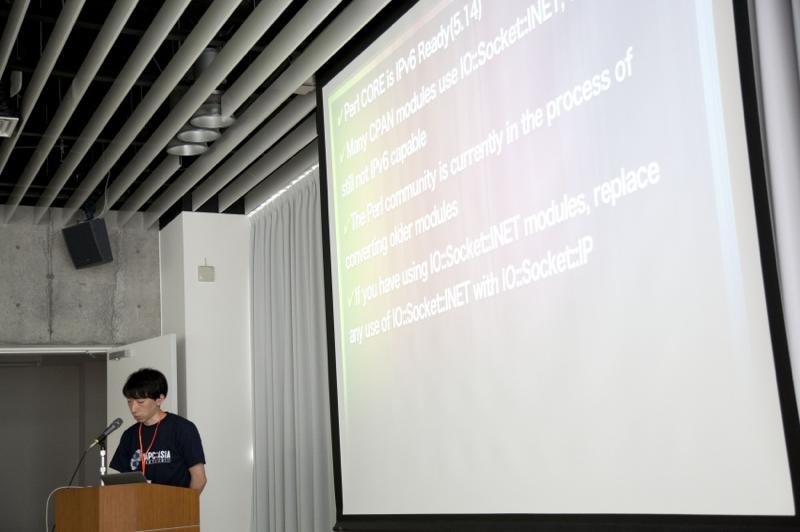 ✓Perl CORE is IPv6 Ready(5.14)
✓Many CPAN modules use IO::Socket::INET,
still not IPv6 capable
✓The Perl community is currently in the process of
converting older modules
✓If you have using IO::Socket::INET modules, replace
any use of IO::Socket::INET with IO::Socket::IP
YAPC::ASIA